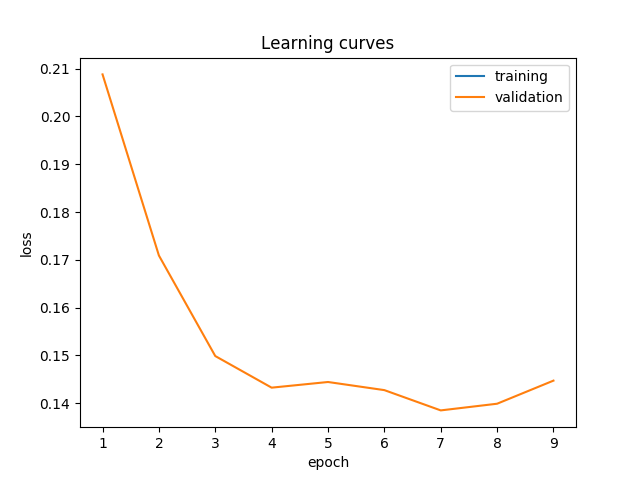 Learning curves
training
validation
0.21
0.20
0.19
0.18
0.17
0.16
0.15
0.14
loss
1 2 3 4 5 6 7 8 9
epoch